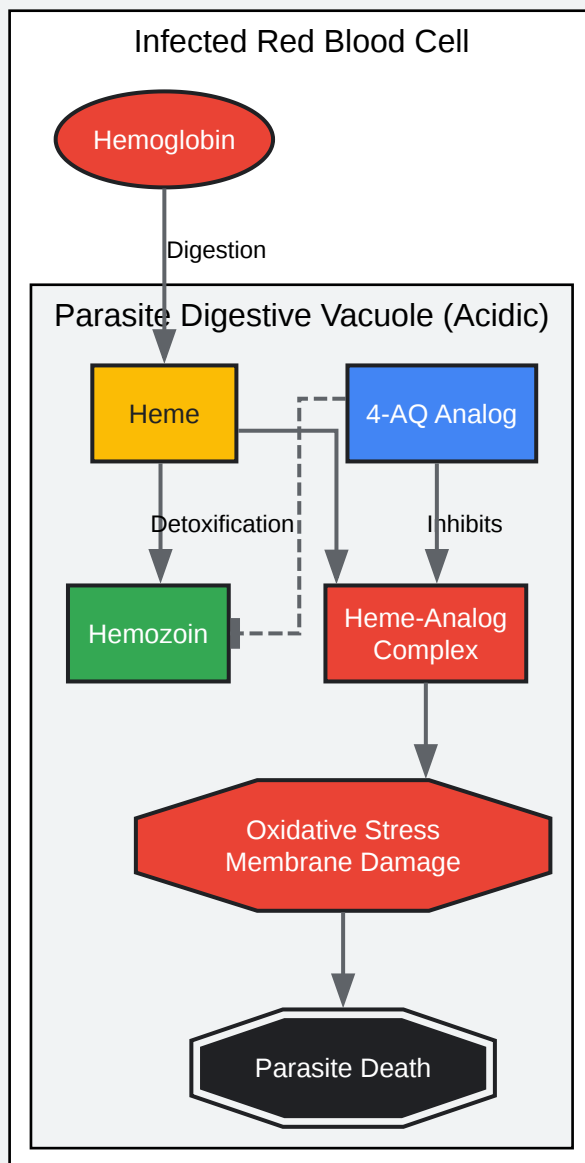 Infected Red Blood Cell
Hemoglobin
Digestion
Parasite Digestive Vacuole (Acidic)
Heme
4-AQ Analog
Detoxification
Inhibits
Hemozoin
Heme-Analog
Complex
Oxidative Stress
Membrane Damage
Parasite Death